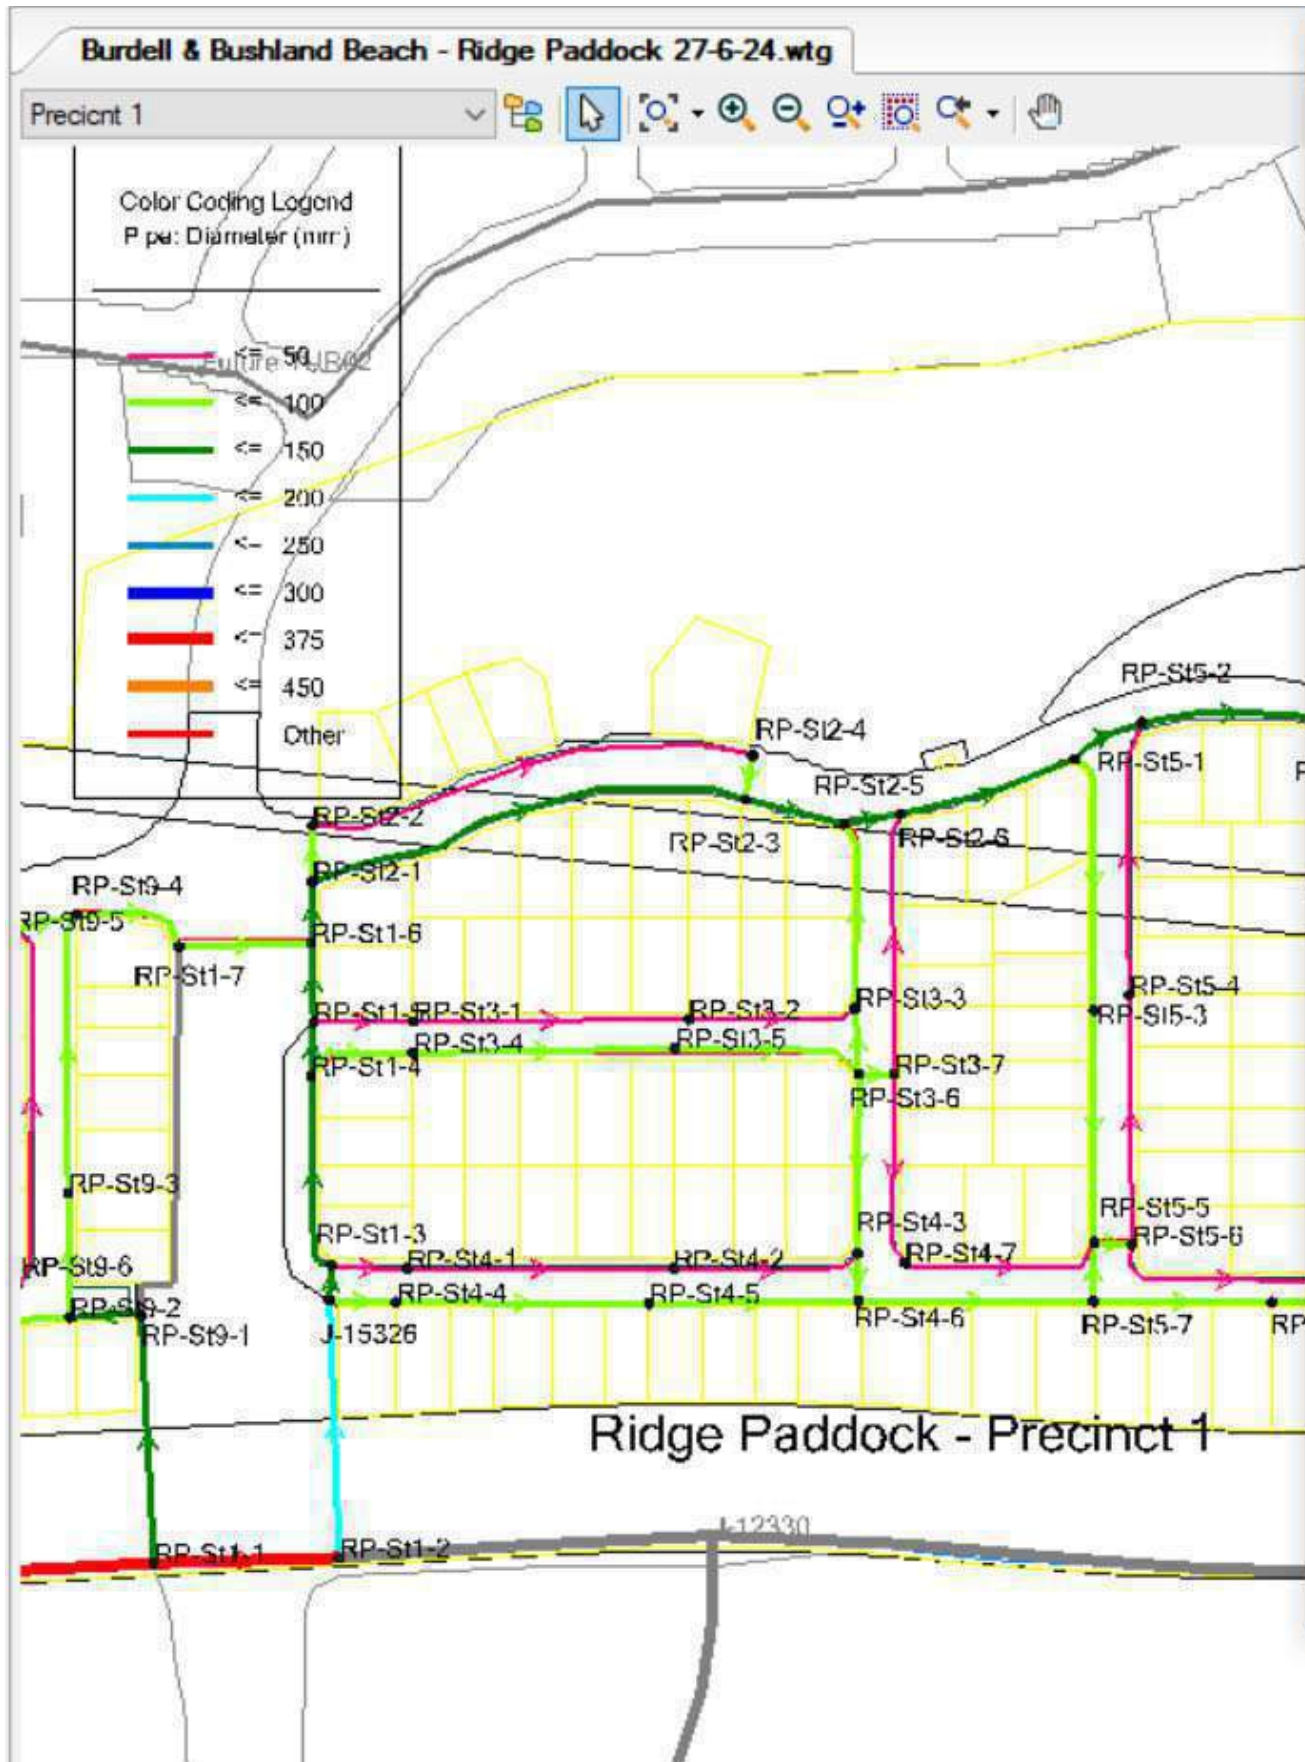 Burdell & Bushland Beach - Ridge Paddock 27-6-24.wtg
Precicnt 1
Color Coding Legend
Pipe: Diameter (mm)
<= 50
<= 100
<= 150
<= 200
<= 250
<= 300
<= 375
<= 450
Other
RP-St5-2
RP-St2-4
RP-St5-1
RP-St2-5
RP-St2-2
RP-St2-3
RP-St2-6
RP-St2-1
RP-St9-4
RP-St9-5
RP-St1-6
RP-St1-7
RP-St5-4
RP-St3-3
RP-St1-5
RP-St3-1
RP-St3-2
RP-St5-3
RP-St3-4
RP-St3-5
RP-St1-4
RP-St3-7
RP-St3-6
RP-St9-3
RP-St5-5
RP-St4-3
RP-St1-3
RP-St5-6
RP-St4-1
RP-St4-2
RP-St4-7
RP-St9-6
RP-St9-2
RP-St4-4
RP-St4-5
RP-St4-6
RP-St5-7
RP
RP-St9-1
J-15326
Ridge Paddock - Precinct 1
J-12330
RP-St1-1
RP-St1-2